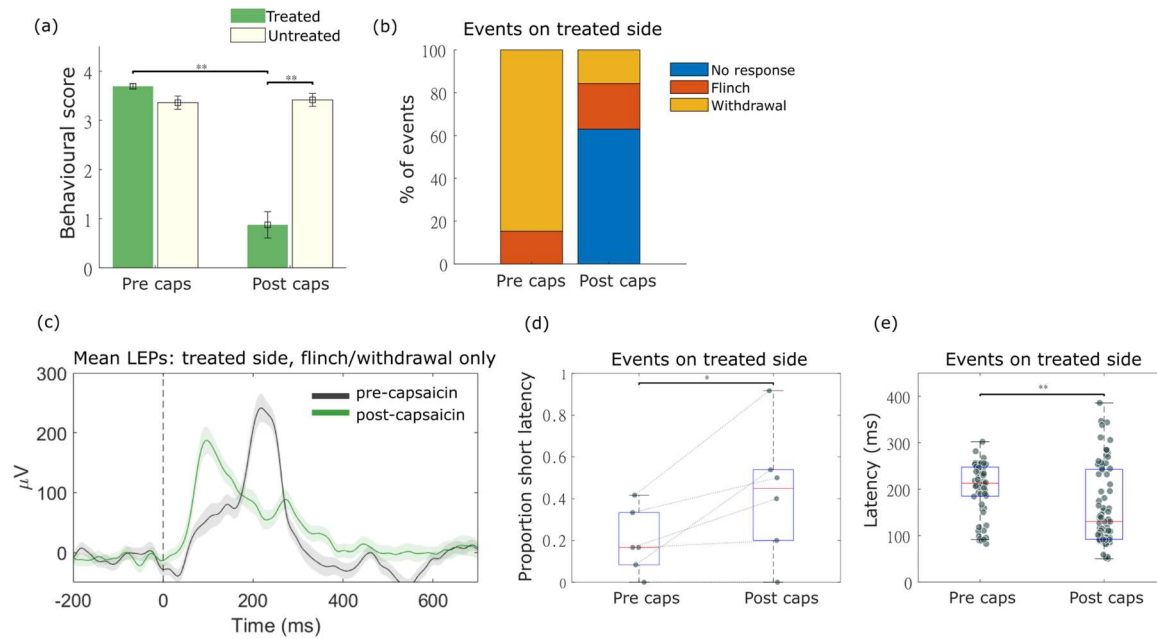 (a)
Treated
Untreated
**
**
Behavioural score
4
3
2
1
0
Pre caps
Post caps
(b)
Events on treated side
% of events
100
80
60
40
20
0
Pre caps
Post caps
No response
Flinch
Withdrawal
(c)
Mean LEPs: treated side, flinch/withdrawal only
pre-capsaicin
post-capsaicin
µV
300
200
100
0
-200
0
200
400
600
Time (ms)
(d)
Events on treated side
*
Proportion short latency
1
0.8
0.6
0.4
0.2
0
Pre caps
Post caps
(e)
Events on treated side
**
Latency (ms)
400
300
200
100
0
Pre caps
Post caps